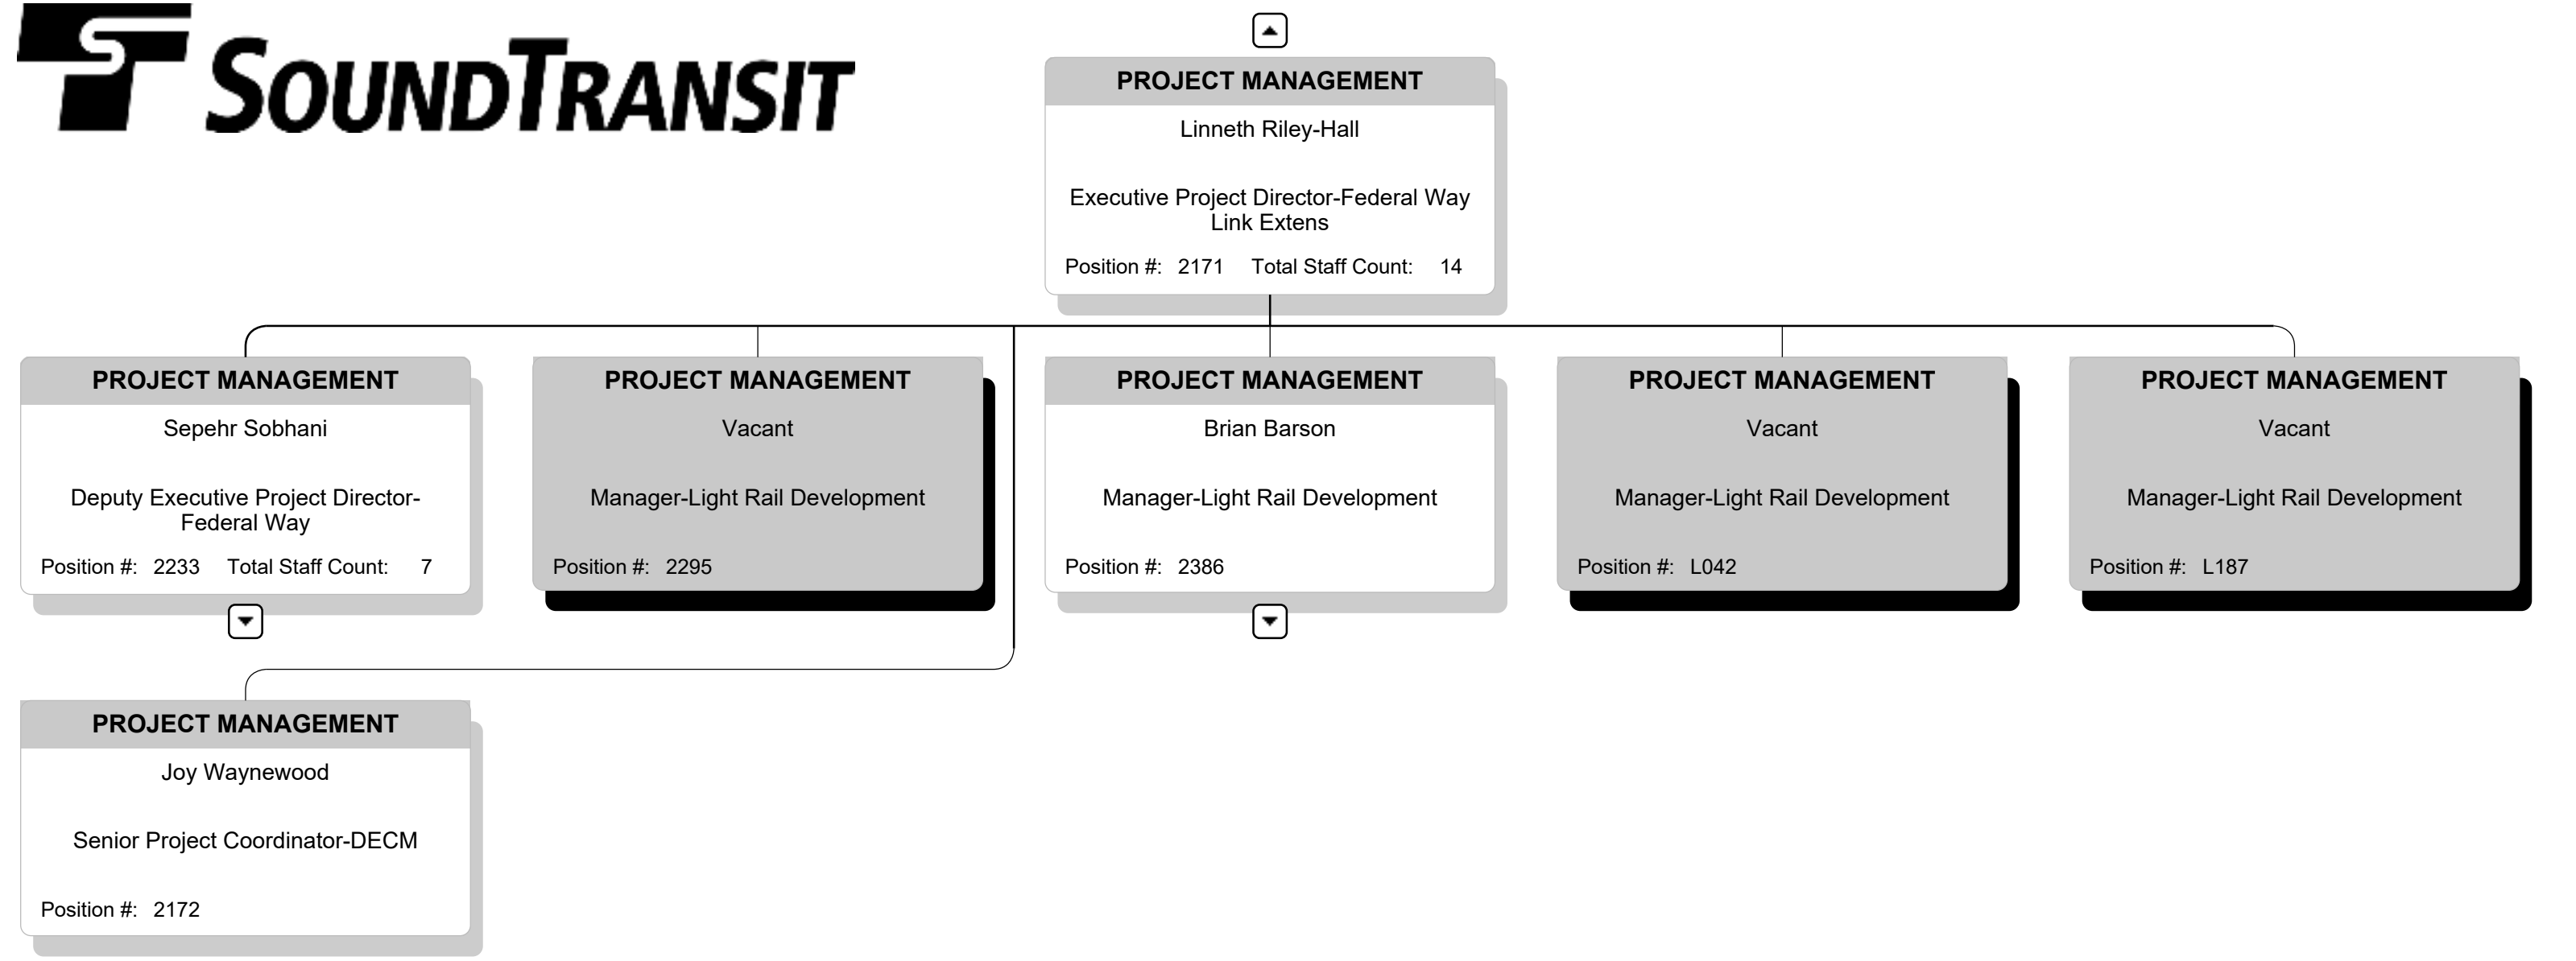 SOUNDTRANSIT
PROJECT MANAGEMENT
Linneth Riley-Hall
Executive Project Director-Federal Way
Link Extens
Position #: 2171 Total Staff Count: 14
PROJECT MANAGEMENT
Sepehr Sobhani
Deputy Executive Project Director-
Federal Way
Position #: 2233 Total Staff Count: 7
PROJECT MANAGEMENT
Vacant
Manager-Light Rail Development
Position #: 2295
PROJECT MANAGEMENT
Brian Barson
Manager-Light Rail Development
Position #: 2386
PROJECT MANAGEMENT
Vacant
Manager-Light Rail Development
Position #: L042
PROJECT MANAGEMENT
Vacant
Manager-Light Rail Development
Position #: L187
PROJECT MANAGEMENT
Joy Waynewood
Senior Project Coordinator-DECM
Position #: 2172